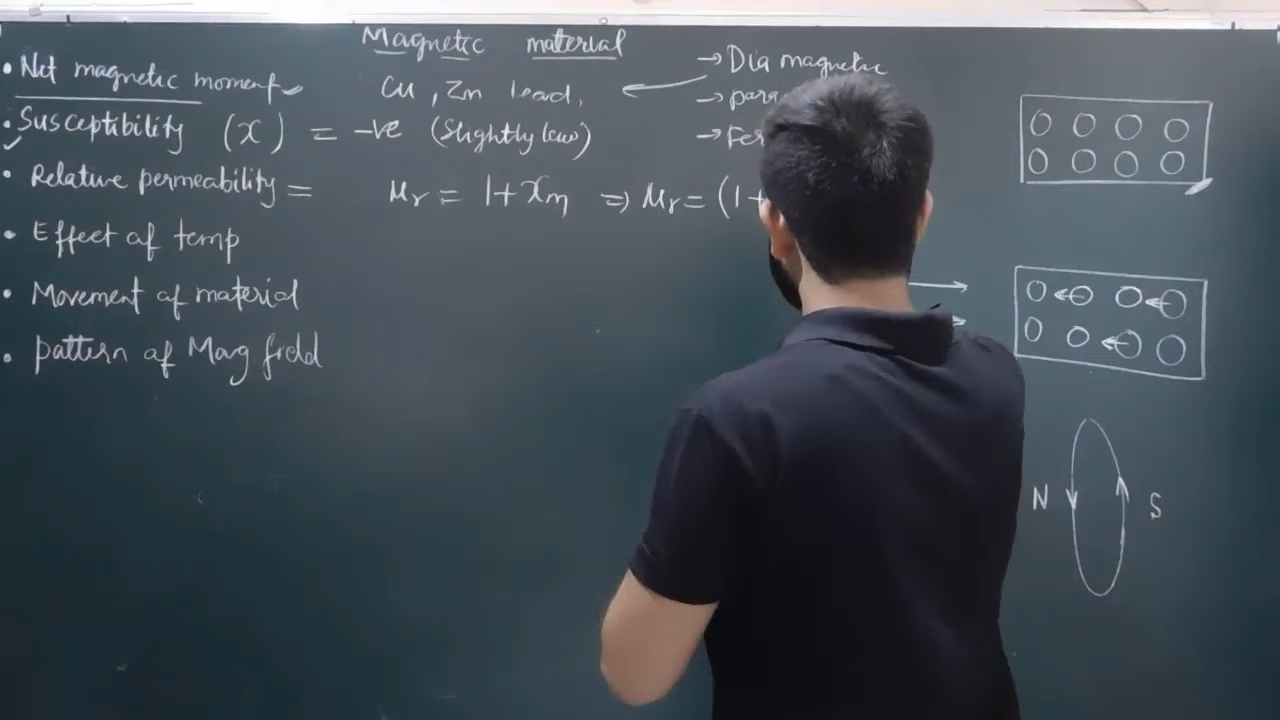 Magnetic material
• Net magnetic moment
Cu, Zn lead,
→ Dia magnetic
→ para
→ Fer
• Susceptibility (χ) = -ve (Slightly low)
• Relative permeability = μr = 1+χm ⇒ μr = (1+
• Effect of temp
• Movement of material
• pattern of Mag field
N S